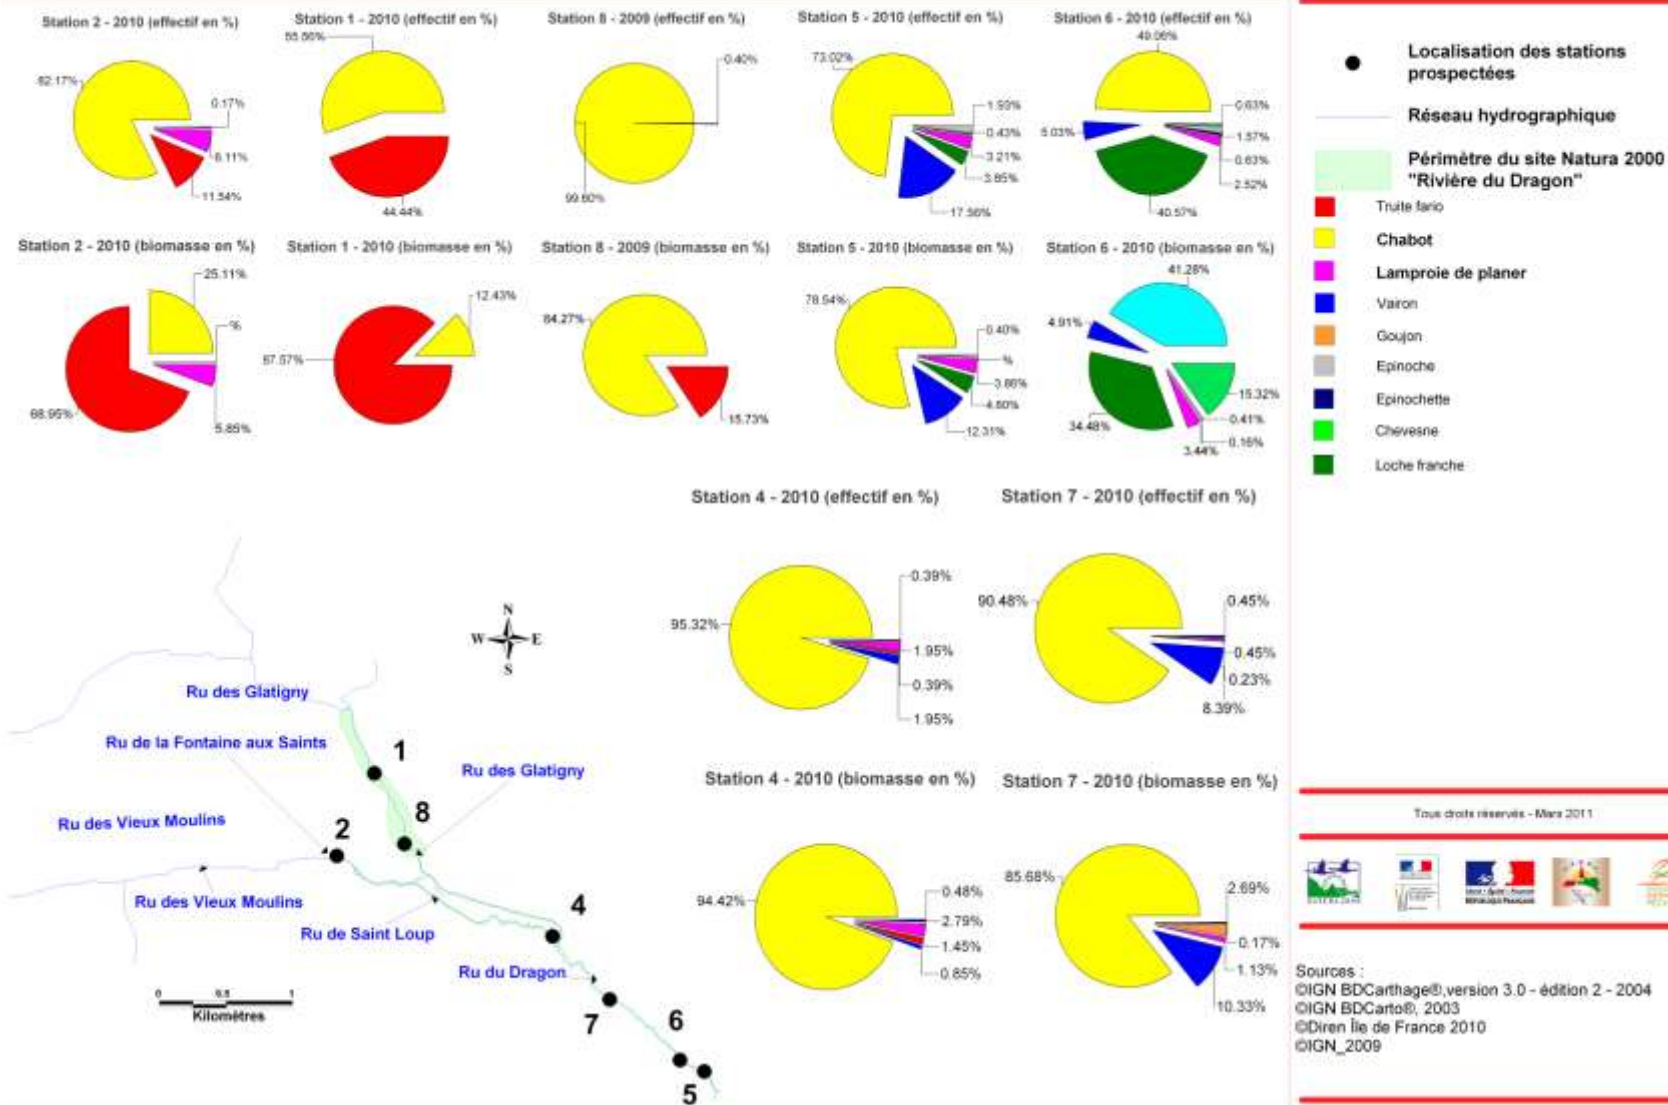 Station 2 - 2010 (effectif en %)
82.17%
0.17%
6.11%
11.54%
Station 1 - 2010 (effectif en %)
55.56%
44.44%
Station 8 - 2009 (effectif en %)
0.40%
99.60%
Station 5 - 2010 (effectif en %)
73.02%
1.93%
0.43%
3.21%
3.85%
17.56%
Station 6 - 2010 (effectif en %)
49.06%
0.63%
1.57%
0.63%
2.52%
5.03%
40.57%
Station 2 - 2010 (biomasse en %)
25.11%
%
5.85%
68.95%
Station 1 - 2010 (biomasse en %)
12.43%
87.57%
Station 8 - 2009 (biomasse en %)
84.27%
15.73%
Station 5 - 2010 (biomasse en %)
78.54%
0.40%
%
3.86%
4.60%
12.31%
Station 6 - 2010 (biomasse en %)
41.28%
4.91%
15.32%
0.41%
0.16%
3.44%
34.48%
Station 4 - 2010 (effectif en %)
95.32%
0.39%
1.95%
0.39%
1.95%
Station 7 - 2010 (effectif en %)
90.48%
0.45%
0.45%
0.23%
8.39%
Station 4 - 2010 (biomasse en %)
94.42%
0.48%
2.79%
1.45%
0.85%
Station 7 - 2010 (biomasse en %)
85.68%
2.69%
0.17%
1.13%
10.33%
N
W
E
S
Ru des Glatigny
Ru de la Fontaine aux Saints
1
Ru des Glatigny
Ru des Vieux Moulins
2
8
Ru des Vieux Moulins
Ru de Saint Loup
4
Ru du Dragon
7
6
5
0
0.5
1
Kilomètres
Localisation des stations
prospectées
Réseau hydrographique
Périmètre du site Natura 2000
"Rivière du Dragon"
Truite fario
Chabot
Lamproie de planer
Vairon
Goujon
Epinoche
Epinochette
Chevesne
Loche franche
Tous droits réservés - Mars 2011
Sources :
©IGN BDCarthage®,version 3.0 - édition 2 - 2004
©IGN BDCarto®, 2003
©Diren Île de France 2010
©IGN_2009